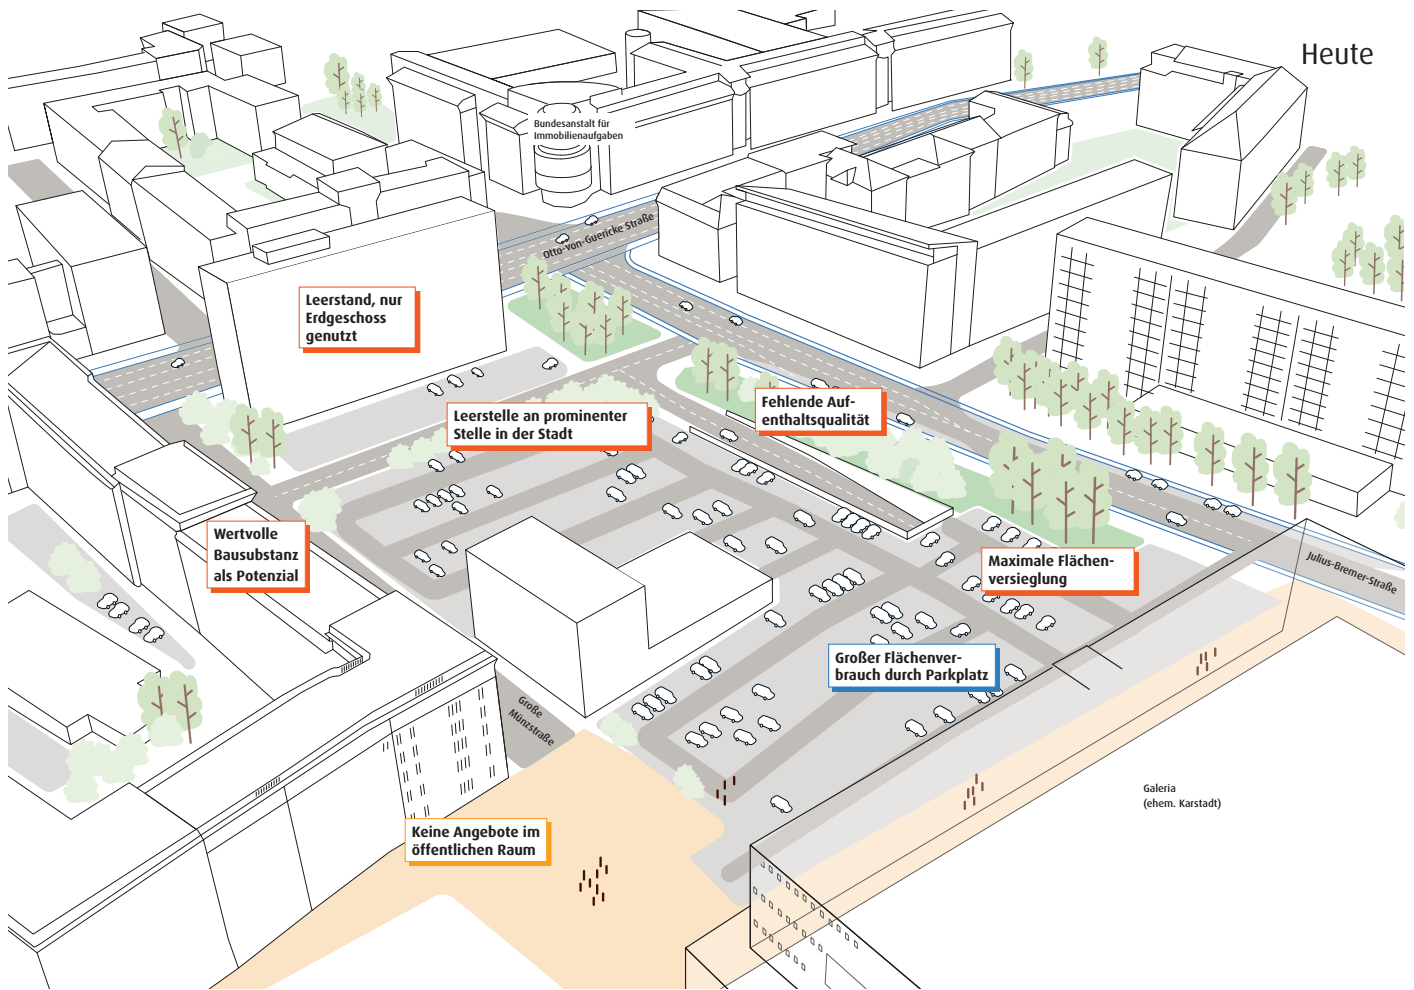 Heute
Bundesanstalt für
Immobilienaufgaben
Otto-von-Guericke Straße
Leerstand, nur
Erdgeschoss
genutzt
Leerstelle an prominenter
Stelle in der Stadt
Fehlende Auf-
enthaltsqualität
Wertvolle
Bausubstanz
als Potenzial
Maximale Flächen-
versieglung
Julius-Bremer-Straße
Großer Flächenver-
brauch durch Parkplatz
Große
Münzstraße
Galeria
(ehem. Karstadt)
Keine Angebote im
öffentlichen Raum